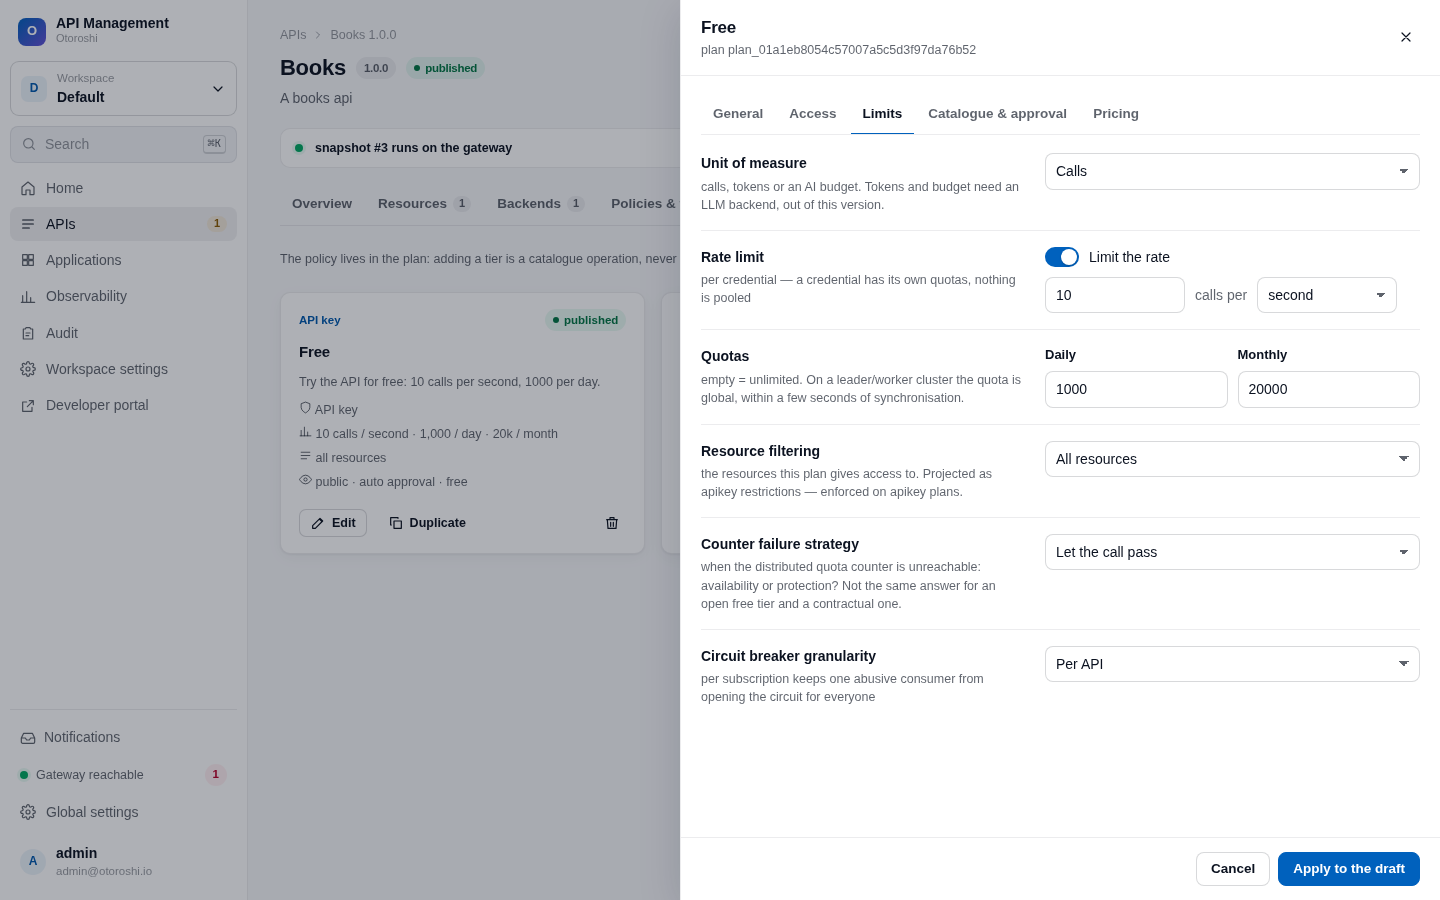 API Management
Otoroshi
D
Workspace
Default
Search
⌘K
Home
APIs
1
Applications
Observability
Audit
Workspace settings
Developer portal
Notifications
Gateway reachable
1
Global settings
A
admin
admin@otoroshi.io
APIs
Books 1.0.0
Books
1.0.0
published
A books api
snapshot #3 runs on the gateway
Overview
Resources 1
Backends 1
Policies &
The policy lives in the plan: adding a tier is a catalogue operation, never
API key
published
Free
Try the API for free: 10 calls per second, 1000 per day.
API key
10 calls / second · 1,000 / day · 20k / month
all resources
public · auto approval · free
Edit
Duplicate
Free
plan plan_01a1eb8054c57007a5c5d3f97da76b52
General
Access
Limits
Catalogue & approval
Pricing
Unit of measure
calls, tokens or an AI budget. Tokens and budget need an
LLM backend, out of this version.
Calls
Rate limit
per credential — a credential has its own quotas, nothing
is pooled
Limit the rate
10
calls per
second
Quotas
empty = unlimited. On a leader/worker cluster the quota is
global, within a few seconds of synchronisation.
Daily
Monthly
1000
20000
Resource filtering
the resources this plan gives access to. Projected as
apikey restrictions — enforced on apikey plans.
All resources
Counter failure strategy
when the distributed quota counter is unreachable:
availability or protection? Not the same answer for an
open free tier and a contractual one.
Let the call pass
Circuit breaker granularity
per subscription keeps one abusive consumer from
opening the circuit for everyone
Per API
Cancel
Apply to the draft